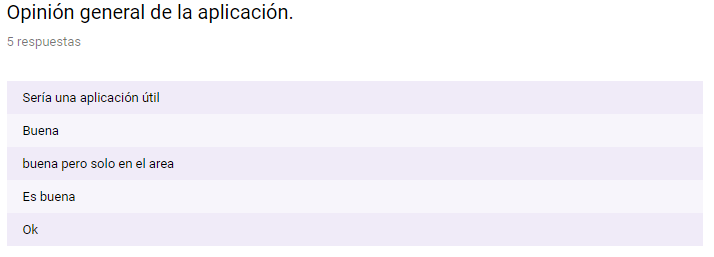 Opinión general de la aplicación.
5 respuestas
Sería una aplicación útil
Buena
buena pero solo en el area
Es buena
Ok